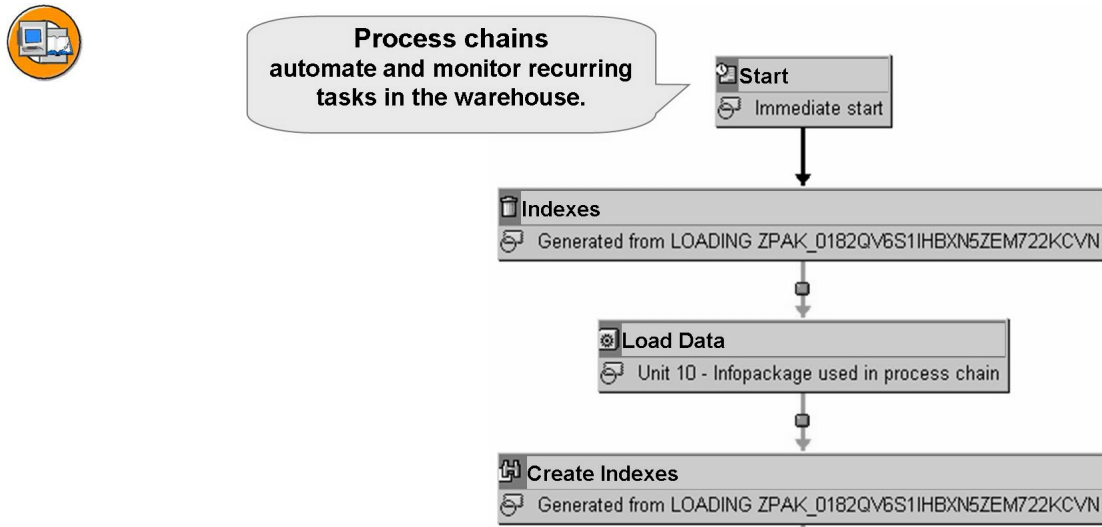 Process chains
automate and monitor recurring
tasks in the warehouse.
Start
Immediate start
Indexes
Generated from LOADING ZPAK_0182QV6S1IHBXN5ZEM722KCVN
Load Data
Unit 10 - Infopackage used in process chain
Create Indexes
Generated from LOADING ZPAK_0182QV6S1IHBXN5ZEM722KCVN